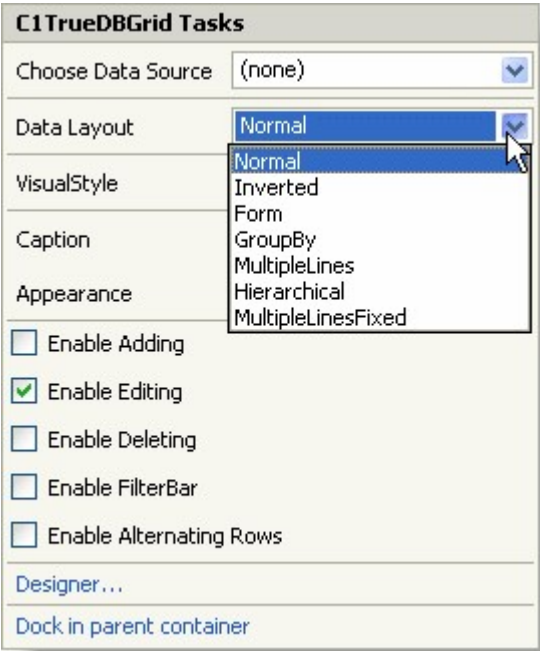 C1TrueDBGrid Tasks
Choose Data Source (none)
Data Layout Normal
Normal
VisualStyle
Inverted
Form
Caption
GroupBy
MultipleLines
Appearance
Hierarchical
MultipleLinesFixed
Enable Adding
Enable Editing
Enable Deleting
Enable FilterBar
Enable Alternating Rows
Designer...
Dock in parent container